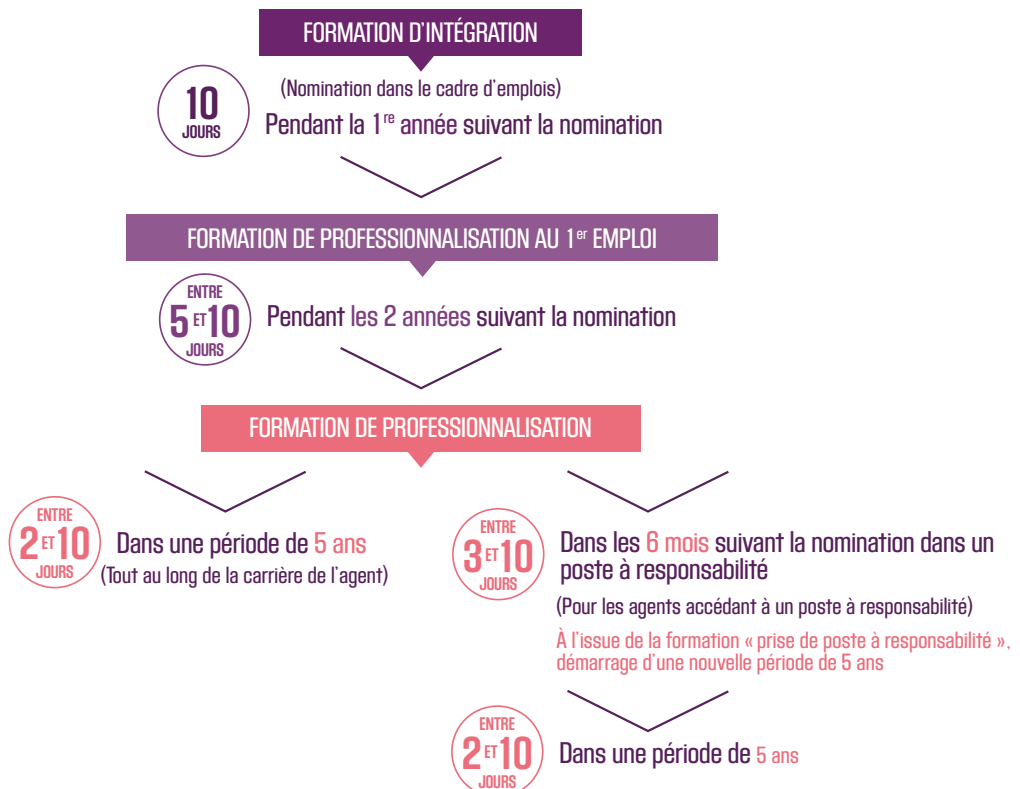 FORMATION D'INTÉGRATION
10
JOURS
(Nomination dans le cadre d'emplois)
Pendant la 1re année suivant la nomination
FORMATION DE PROFESSIONNALISATION AU 1er EMPLOI
ENTRE
5 ET 10
JOURS
Pendant les 2 années suivant la nomination
FORMATION DE PROFESSIONNALISATION
ENTRE
2 ET 10
JOURS
Dans une période de 5 ans
(Tout au long de la carrière de l'agent)
ENTRE
3 ET 10
JOURS
Dans les 6 mois suivant la nomination dans un
poste à responsabilité
(Pour les agents accédant à un poste à responsabilité)
À l'issue de la formation « prise de poste à responsabilité »,
démarrage d'une nouvelle période de 5 ans
ENTRE
2 ET 10
JOURS
Dans une période de 5 ans